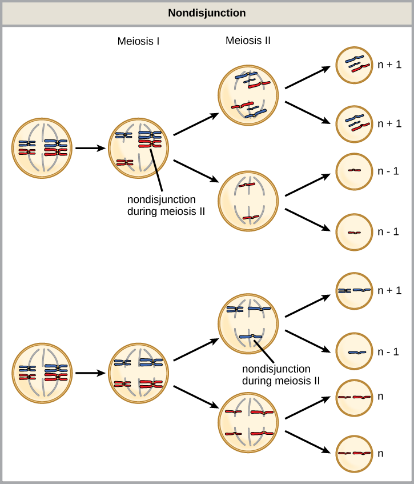 Nondisjunction
Meiosis I
Meiosis II
n + 1
n + 1
nondisjunction
during meiosis II
n - 1
n - 1
n + 1
n - 1
nondisjunction
during meiosis II
n
n